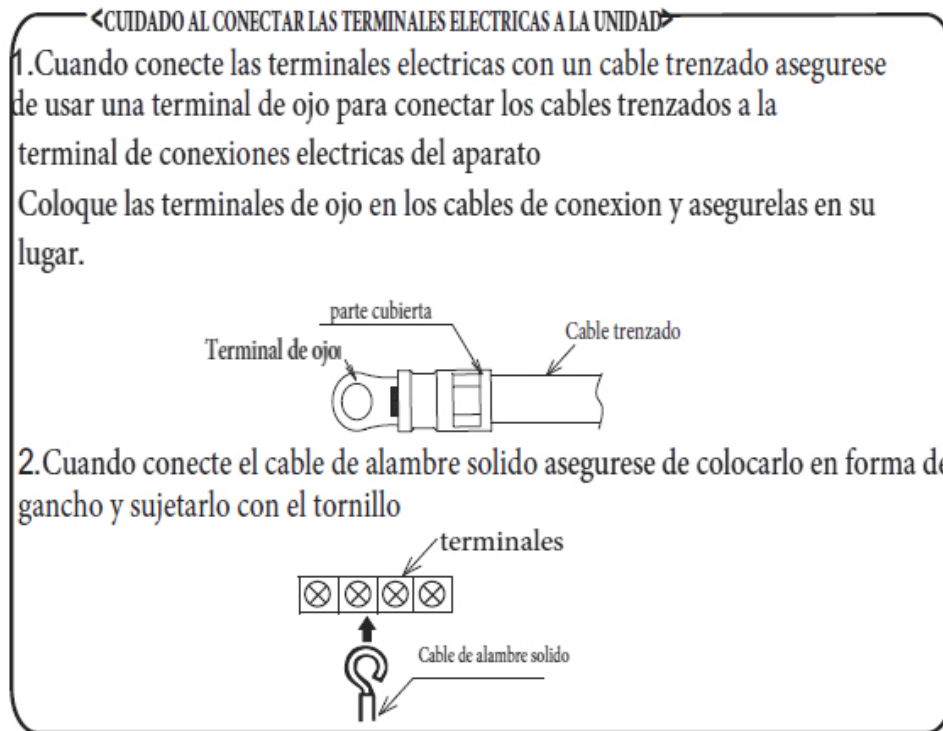 <CUIDADO AL CONECTAR LAS TERMINALES ELECTRICAS A LA UNIDAD>
1.Cuando conecte las terminales electricas con un cable trenzado asegurese
de usar una terminal de ojo para conectar los cables trenzados a la
terminal de conexiones electricas del aparato
Coloque las terminales de ojo en los cables de conexion y asegurelas en su
lugar.
parte cubierta
Cable trenzado
Terminal de ojo
2.Cuando conecte el cable de alambre solido asegurese de colocarlo en forma de
gancho y sujetarlo con el tornillo
terminales
Cable de alambre solido